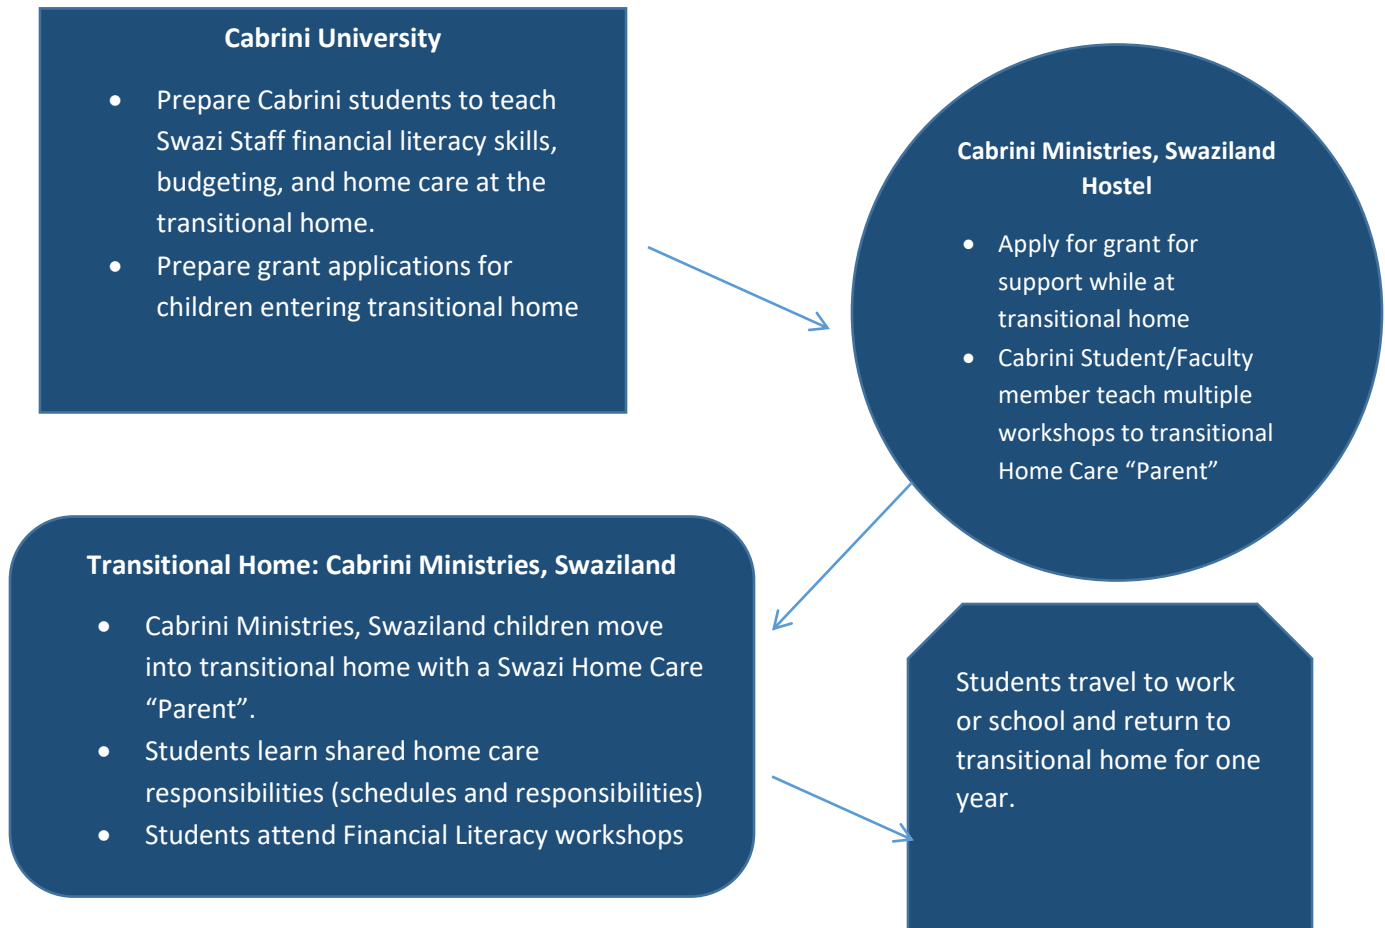 Cabrini University
• Prepare Cabrini students to teach
Swazi Staff financial literacy skills,
budgeting, and home care at the
transitional home.
• Prepare grant applications for
children entering transitional home
Cabrini Ministries, Swaziland
Hostel
• Apply for grant for
support while at
transitional home
• Cabrini Student/Faculty
member teach multiple
workshops to transitional
Home Care “Parent”
Transitional Home: Cabrini Ministries, Swaziland
• Cabrini Ministries, Swaziland children move
into transitional home with a Swazi Home Care
“Parent”.
• Students learn shared home care
responsibilities (schedules and responsibilities)
• Students attend Financial Literacy workshops
Students travel to work
or school and return to
transitional home for one
year.